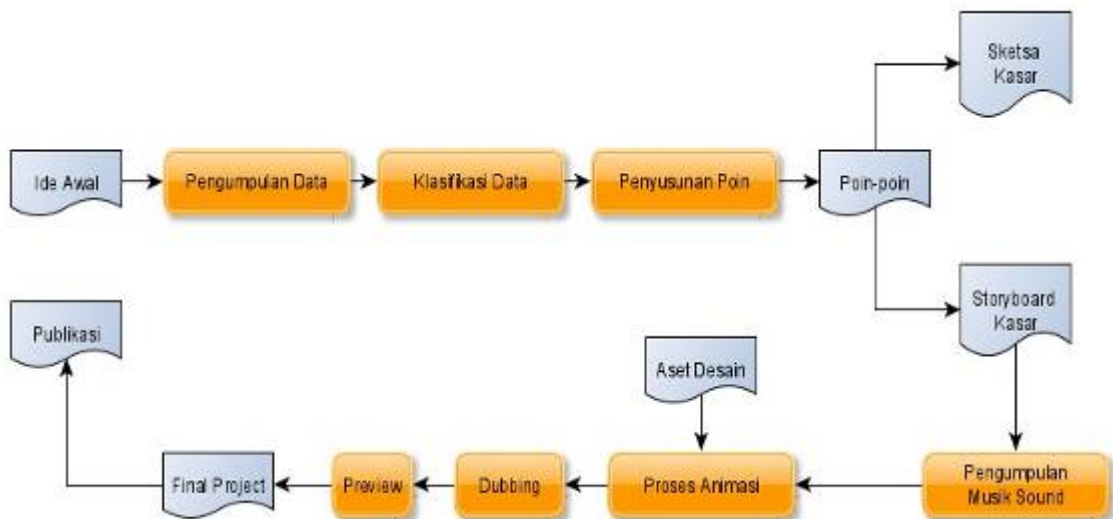 Sketsa
Kasar
Ide Awal
Pengumpulan Data
Klasifikasi Data
Penyusunan Poin
Poin-poin
Storyboard
Kasar
Publikasi
Aset Desain
Final Project
Preview
Dubbing
Proses Animasi
Pengumpulan
Musik Sound